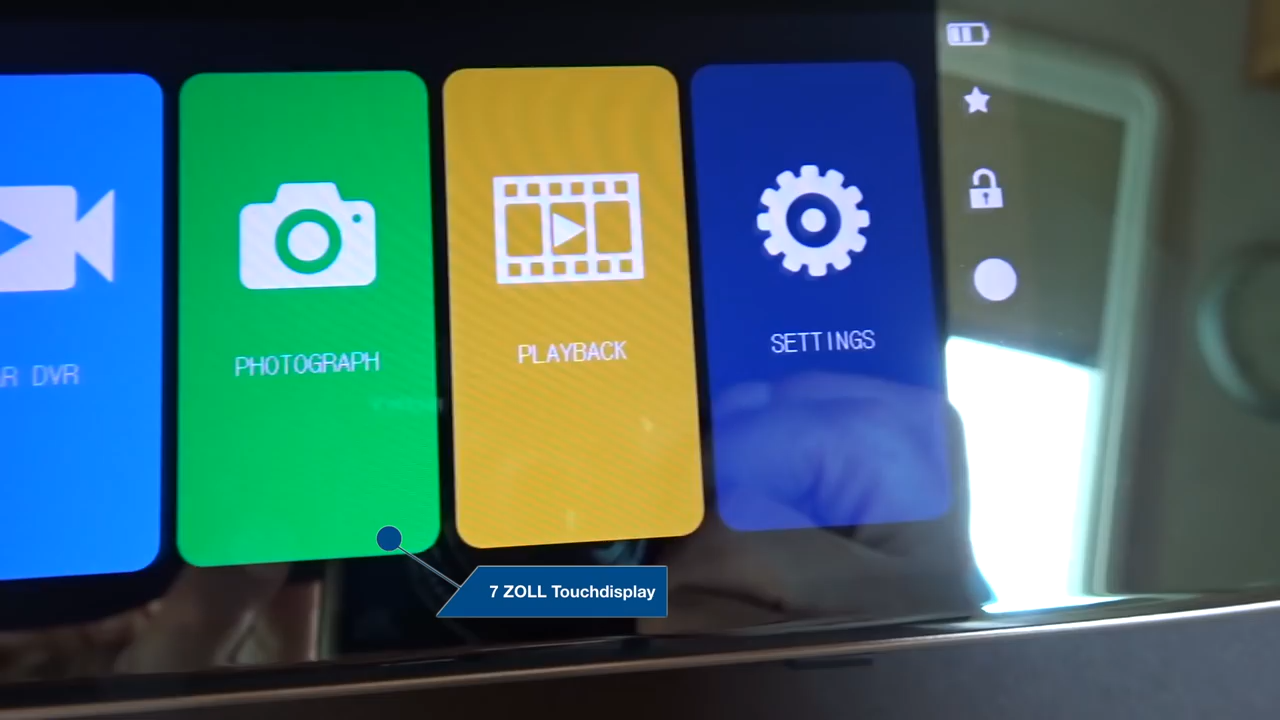 R DVR
PHOTOGRAPH
PLAYBACK
SETTINGS
7 ZOLL Touchdisplay